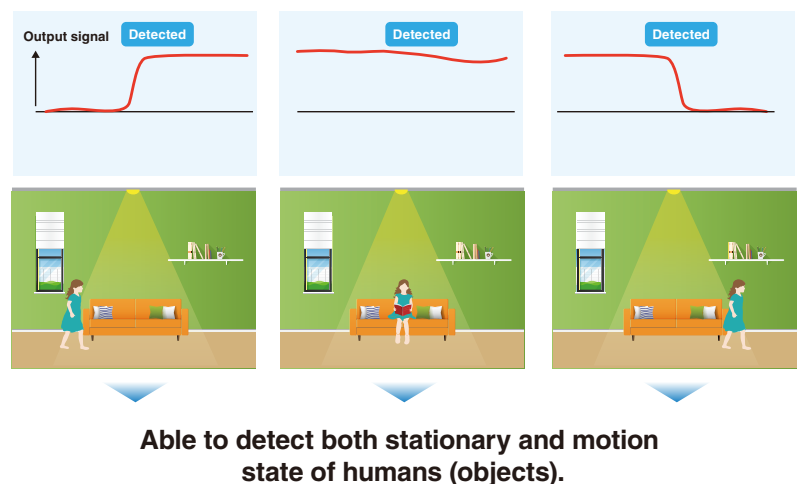 Output signal
Detected
Detected
Detected
Able to detect both stationary and motion
state of humans (objects).